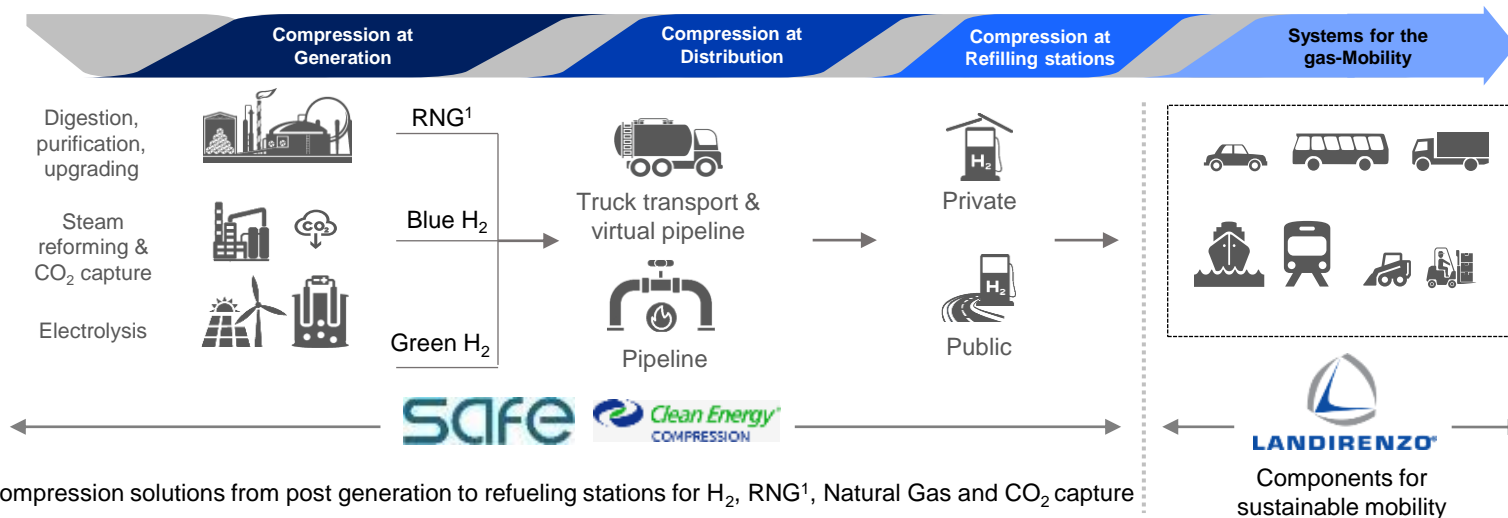 Compression at
Generation
Compression at
Distribution
Compression at
Refilling stations
Systems for the
gas-Mobility
Digestion,
purification,
upgrading
RNG¹
Steam
reforming &
CO₂ capture
CO₂
Blue H₂
Electrolysis
Green H₂
Truck transport &
virtual pipeline
Pipeline
H₂
Private
H₂
Public
safe
Clean Energy®
COMPRESSION
LANDIRENZO®
ompression solutions from post generation to refueling stations for H₂, RNG¹, Natural Gas and CO₂ capture
Components for
sustainable mobility